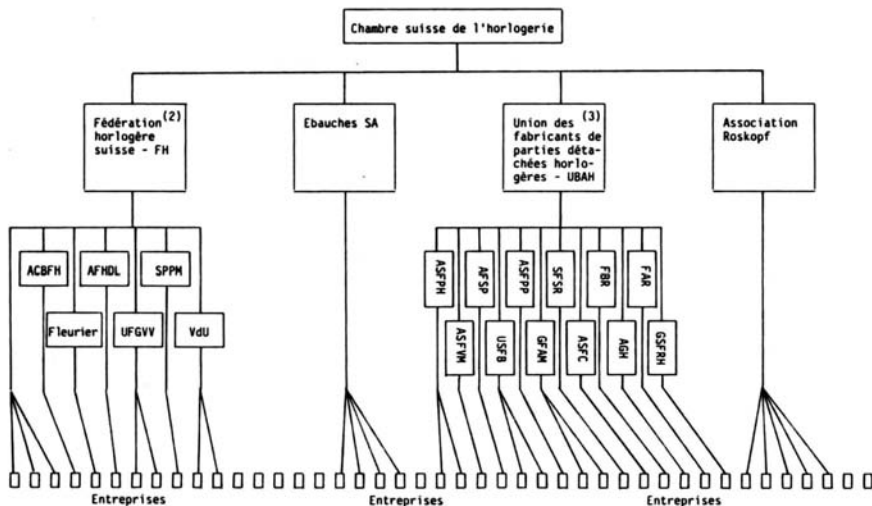 Chambre suisse de l'horlogerie
Fédération (2)
horlogère
suisse - FH
Ebauches SA
Union des (3)
fabricants de
parties déta-
chées horlo-
gères - UBAH
Association
Roskopf
ACBFH
AFHDL
SPPM
Fleurier
UFGVV
VdU
ASFPH
AFSP
ASFPP
SFSR
FBR
FAR
ASFVM
USFB
GFAM
ASFC
AGH
GSFRH
Entreprises
Entreprises
Entreprises